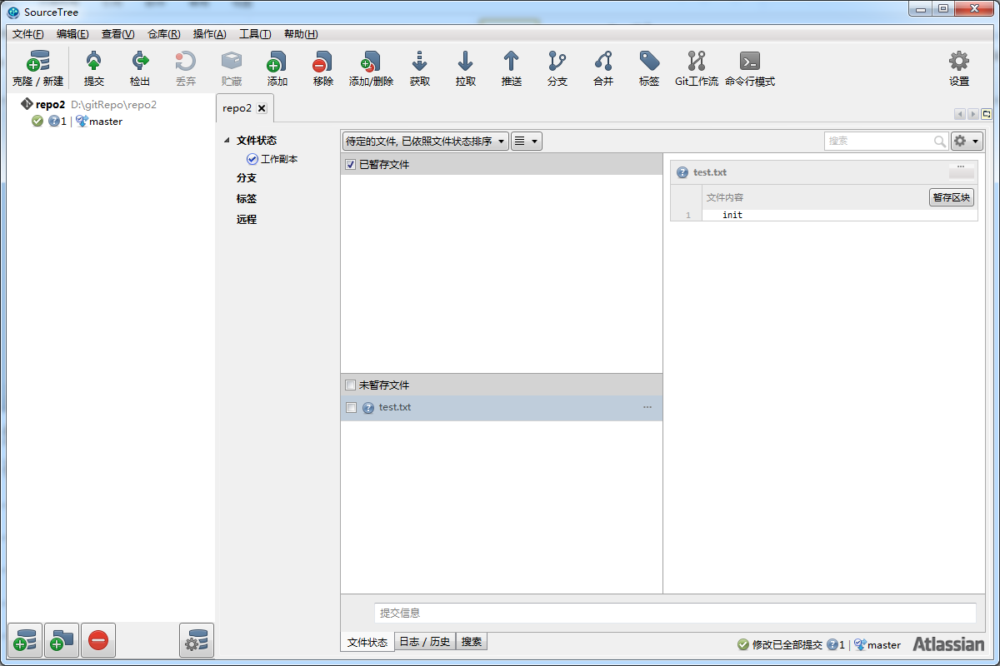 SourceTree
文件(F) 编辑(E) 查看(V) 仓库(R) 操作(A) 工具(T) 帮助(H)
克隆 / 新建 提交 检出 丢弃 贮藏 添加 移除 添加/删除 获取 拉取 推送 分支 合并 标签 Git工作流 命令行模式 设置
repo2 D:\gitRepo\repo2
1 | master
repo2
文件状态
工作副本
分支
标签
远程
待定的文件, 已依照文件状态排序
搜索
已暂存文件
未暂存文件
test.txt ...
test.txt ...
文件内容 暂存区块
1 init
提交信息
文件状态 日志 / 历史 搜索
修改已全部提交 1 | master Atlassian